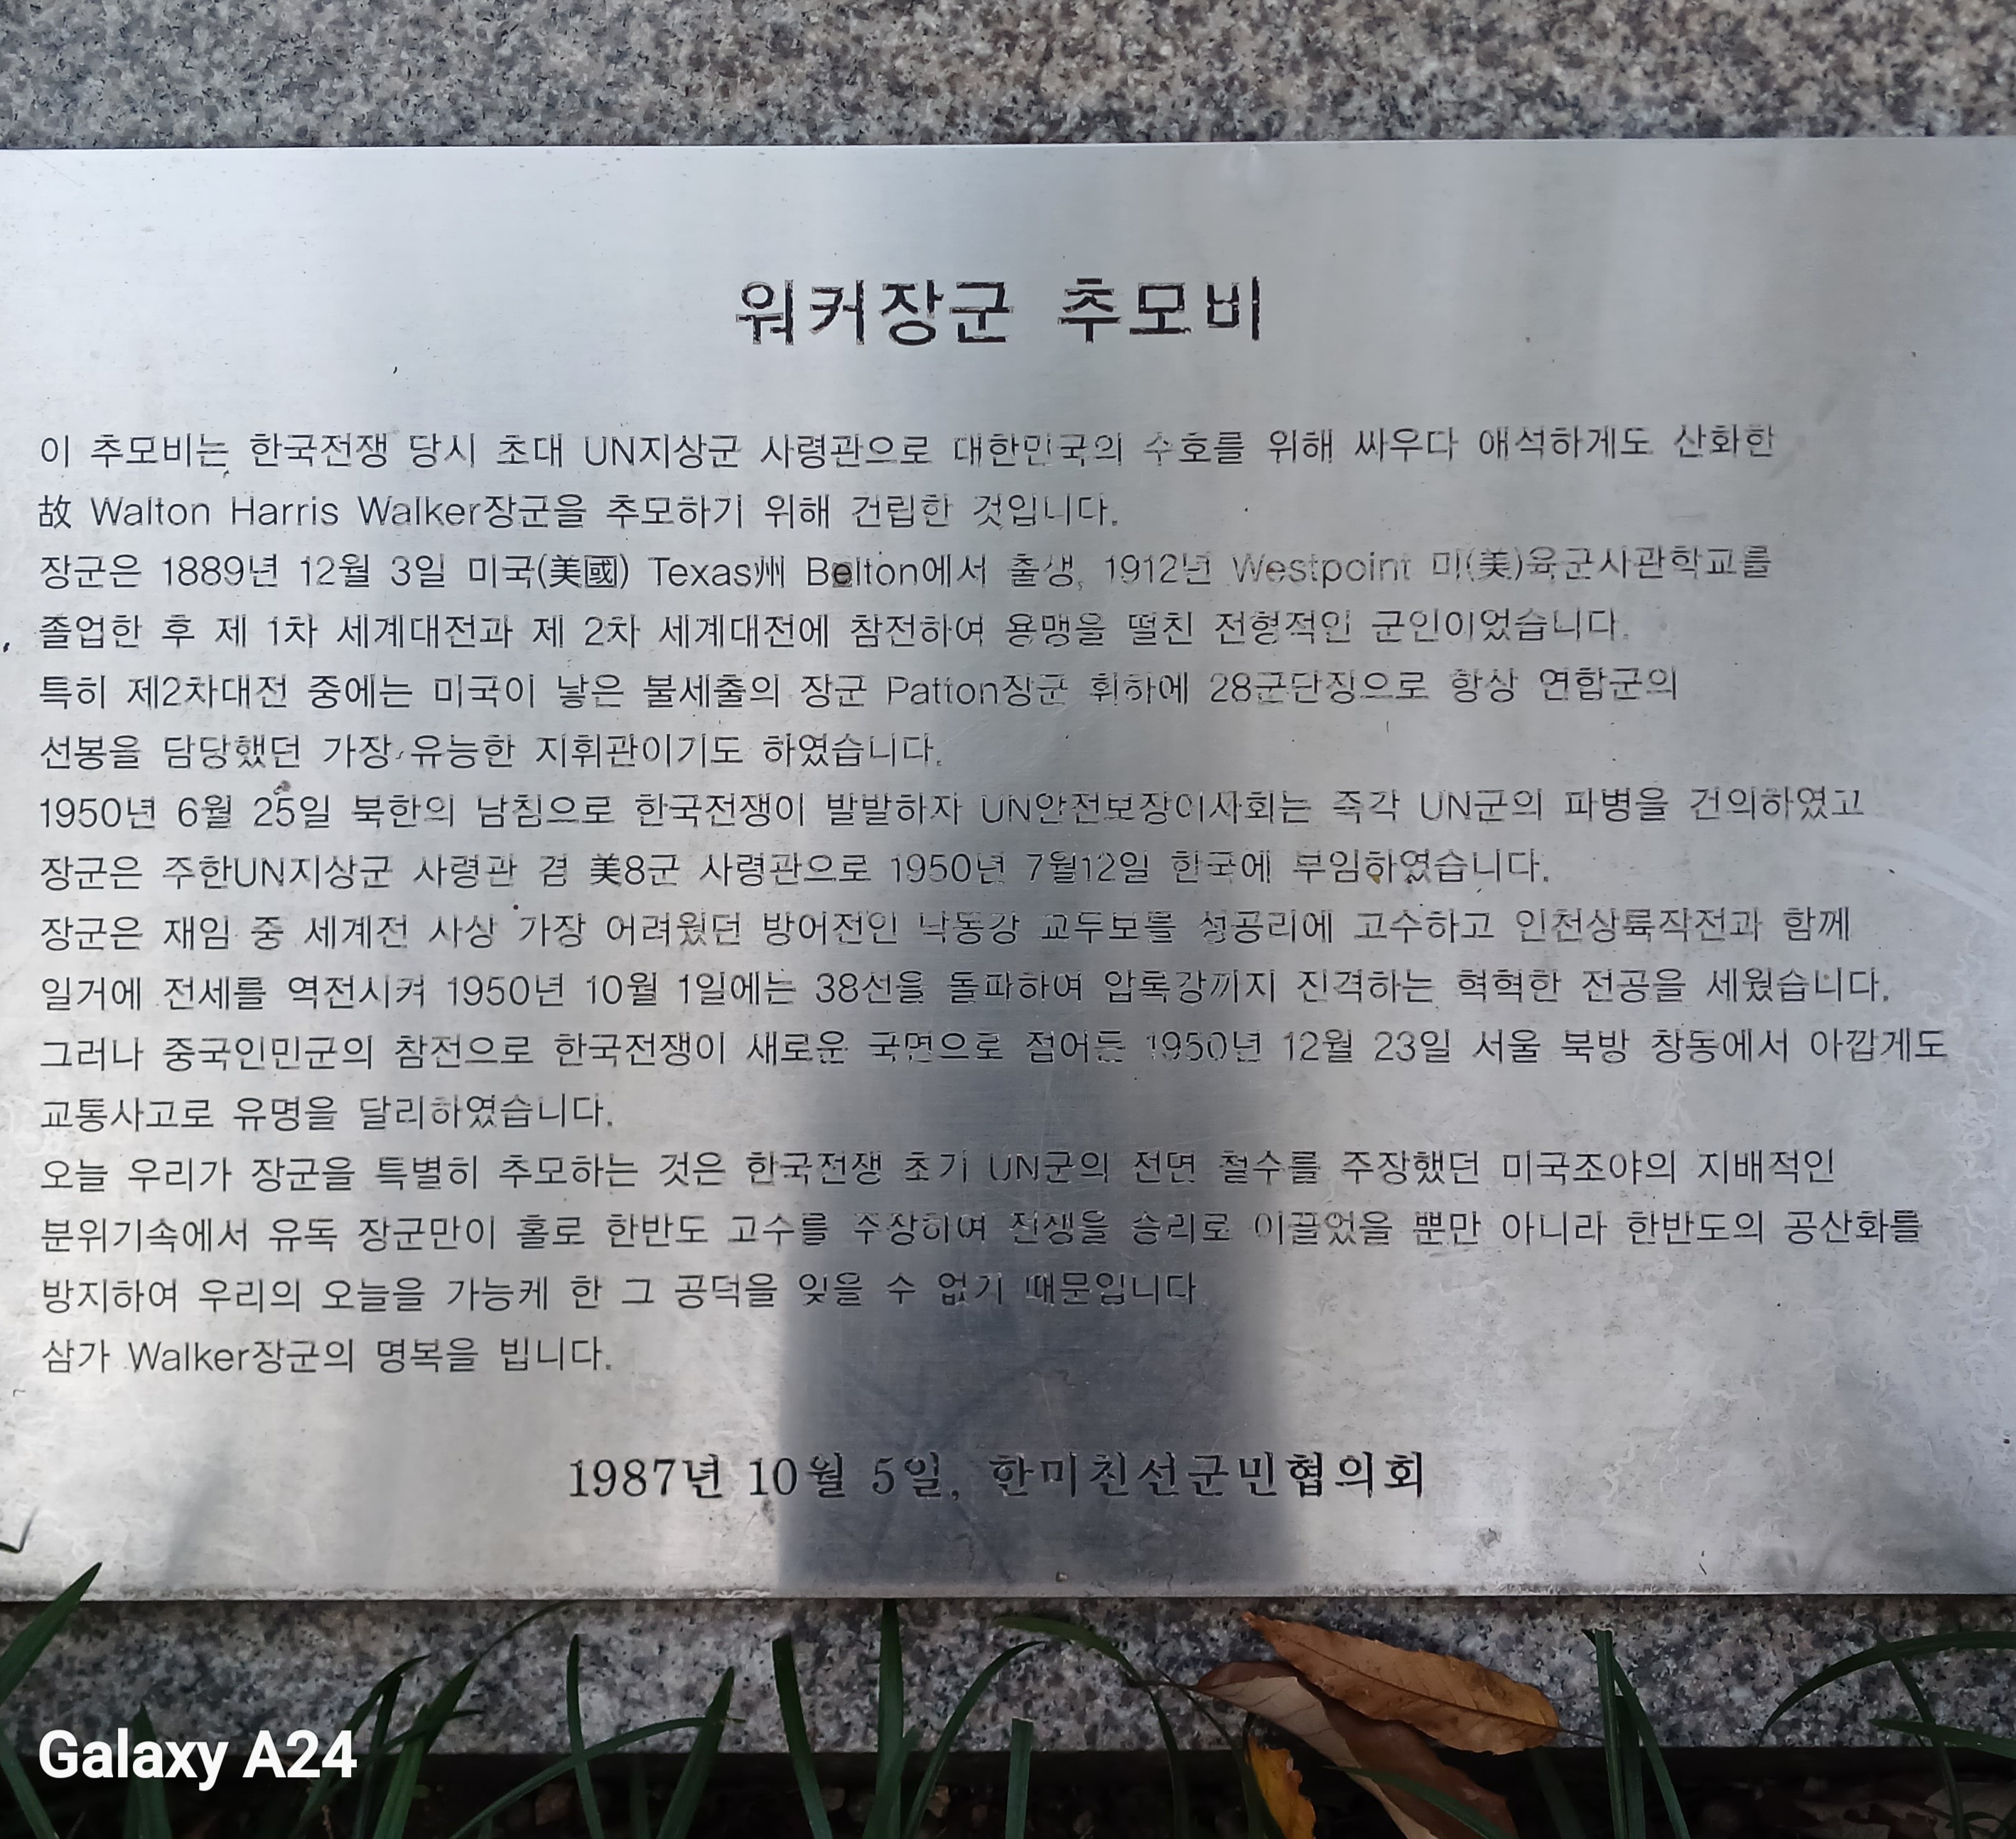 워커장군 추모비
이 추모비는 한국전쟁 당시 초대 UN지상군 사령관으로 대한민국의 수호를 위해 싸우다 애석하게도 산화한
故 Walton Harris Walker장군을 추모하기 위해 건립한 것입니다.
장군은 1889년 12월 3일 미국(美國) Texas州 Belton에서 출생, 1912년 Westpoint 미(美)육군사관학교를
졸업한 후 제 1차 세계대전과 제 2차 세계대전에 참전하여 용맹을 떨친 전형적인 군인이었습니다.
특히 제2차대전 중에는 미국이 낳은 불세출의 장군 Patton장군 휘하에 28군단장으로 항상 연합군의
선봉을 담당했던 가장 유능한 지휘관이기도 하였습니다.
1950년 6월 25일 북한의 남침으로 한국전쟁이 발발하자 UN안전보장이사회는 즉각 UN군의 파병을 건의하였고
장군은 주한UN지상군 사령관 겸 美8군 사령관으로 1950년 7월12일 한국에 부임하였습니다.
장군은 재임 중 세계전 사상 가장 어려웠던 방어전인 낙동강 교두보를 성공리에 고수하고 인천상륙작전과 함께
일거에 전세를 역전시켜 1950년 10월 1일에는 38선을 돌파하여 압록강까지 진격하는 혁혁한 전공을 세웠습니다.
그러나 중국인민군의 참전으로 한국전쟁이 새로운 국면으로 접어든 1950년 12월 23일 서울 북방 창동에서 아깝게도
교통사고로 유명을 달리하였습니다.
오늘 우리가 장군을 특별히 추모하는 것은 한국전쟁 초기 UN군의 전면 철수를 주장했던 미국조야의 지배적인
분위기속에서 유독 장군만이 홀로 한반도 고수를 주장하여 전쟁을 승리로 이끌었을 뿐만 아니라 한반도의 공산화를
방지하여 우리의 오늘을 가능케 한 그 공덕을 잊을 수 없기 때문입니다
삼가 Walker장군의 명복을 빕니다.
1987년 10월 5일, 한미친선군민협의회
Galaxy A24